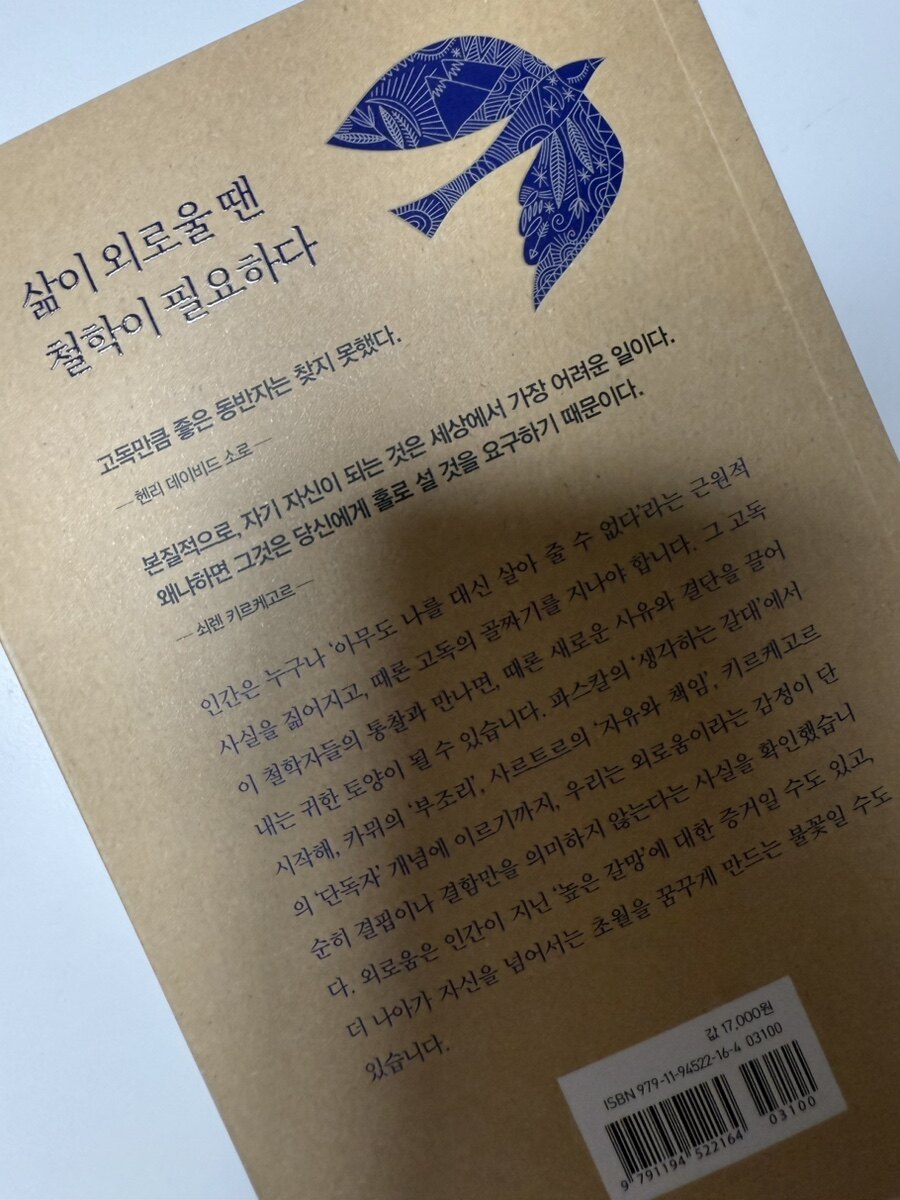 삶이 외로울 땐
철학이 필요하다
고독만큼 좋은 동반자는 찾지 못했다.
— 헨리 데이비드 소로 —
본질적으로, 자기 자신이 되는 것은 세상에서 가장 어려운 일이다.
왜냐하면 그것은 당신에게 홀로 설 것을 요구하기 때문이다.
— 쇠렌 키르케고르 —
인간은 누구나 ‘아무도 나를 대신 살아 줄 수 없다’라는 근원적
사실을 짊어지고, 때론 고독의 골짜기를 지나야 합니다. 그 고독
이 철학자들의 통찰과 만나면, 때론 새로운 사유와 결단을 끌어
내는 귀한 토양이 될 수 있습니다. 파스칼의 ‘생각하는 갈대’에서
시작해, 카뮈의 ‘부조리’, 사르트르의 ‘자유와 책임’, 키르케고르
의 ‘단독자’ 개념에 이르기까지, 우리는 외로움이라는 감정이 단
순히 결핍이나 결함만을 의미하지 않는다는 사실을 확인했습니
다. 외로움은 인간이 지닌 ‘높은 갈망’에 대한 증거일 수도 있고,
더 나아가 자신을 넘어서는 초월을 꿈꾸게 만드는 불꽃일 수도
있습니다.
값 17,000원
ISBN 979-11-94522-16-4 03100
9 791194 522164
03100